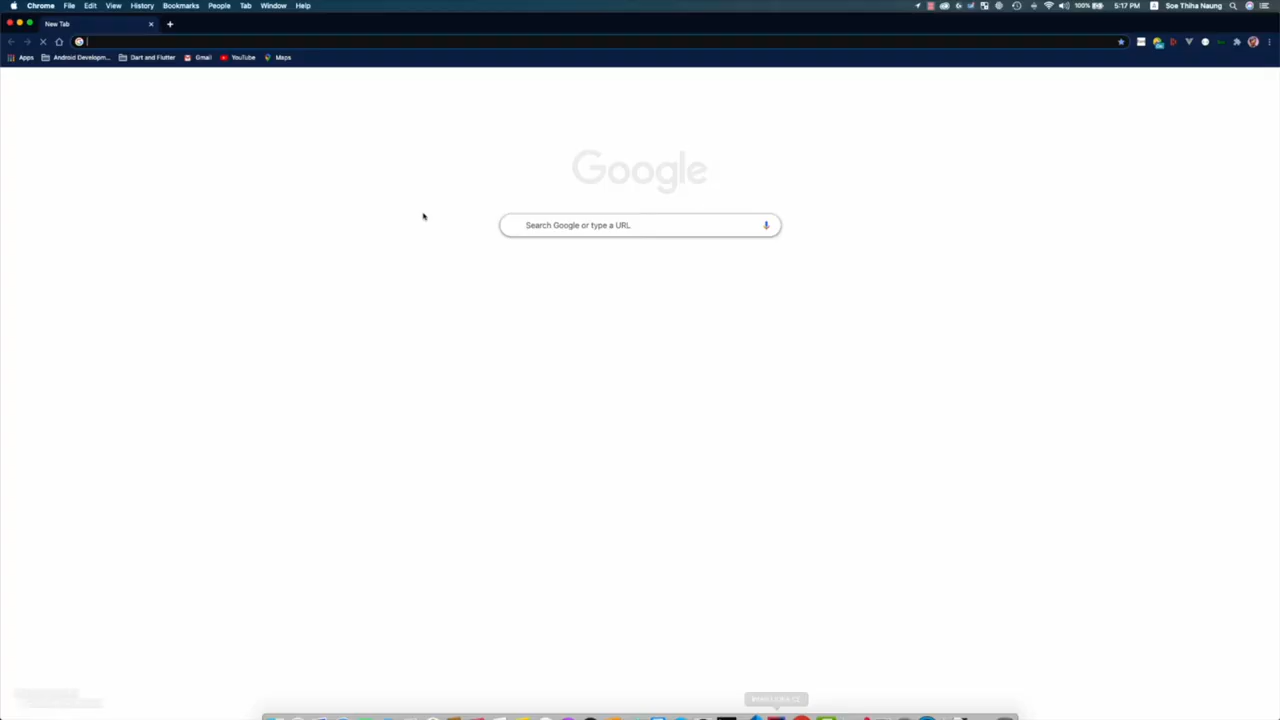 Chrome File Edit View History Bookmarks People Tab Window Help 100% 5:17 PM Soe Thiha Naung
New Tab
Apps Android Developm... Dart and Flutter Gmail YouTube Maps
Google
Search Google or type a URL